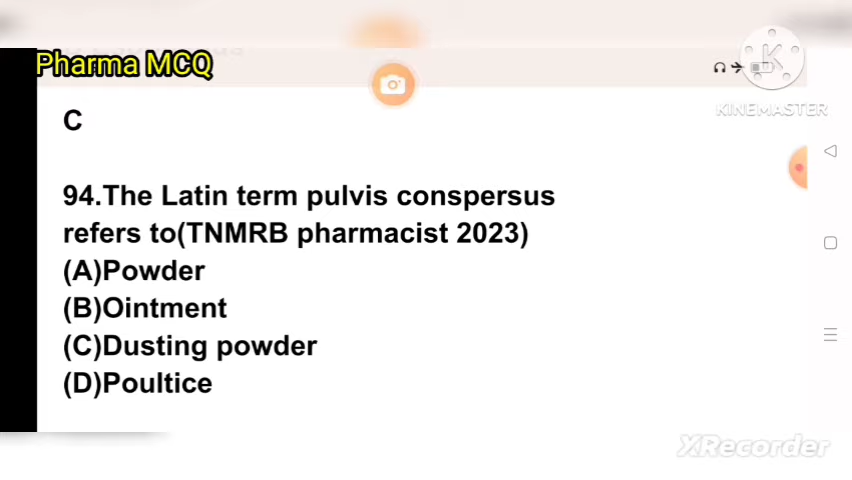 Pharma MCQ
K
KINEMASTER
C
94.The Latin term pulvis conspersus
refers to(TNMRB pharmacist 2023)
(A)Powder
(B)Ointment
(C)Dusting powder
(D)Poultice
XRecorder